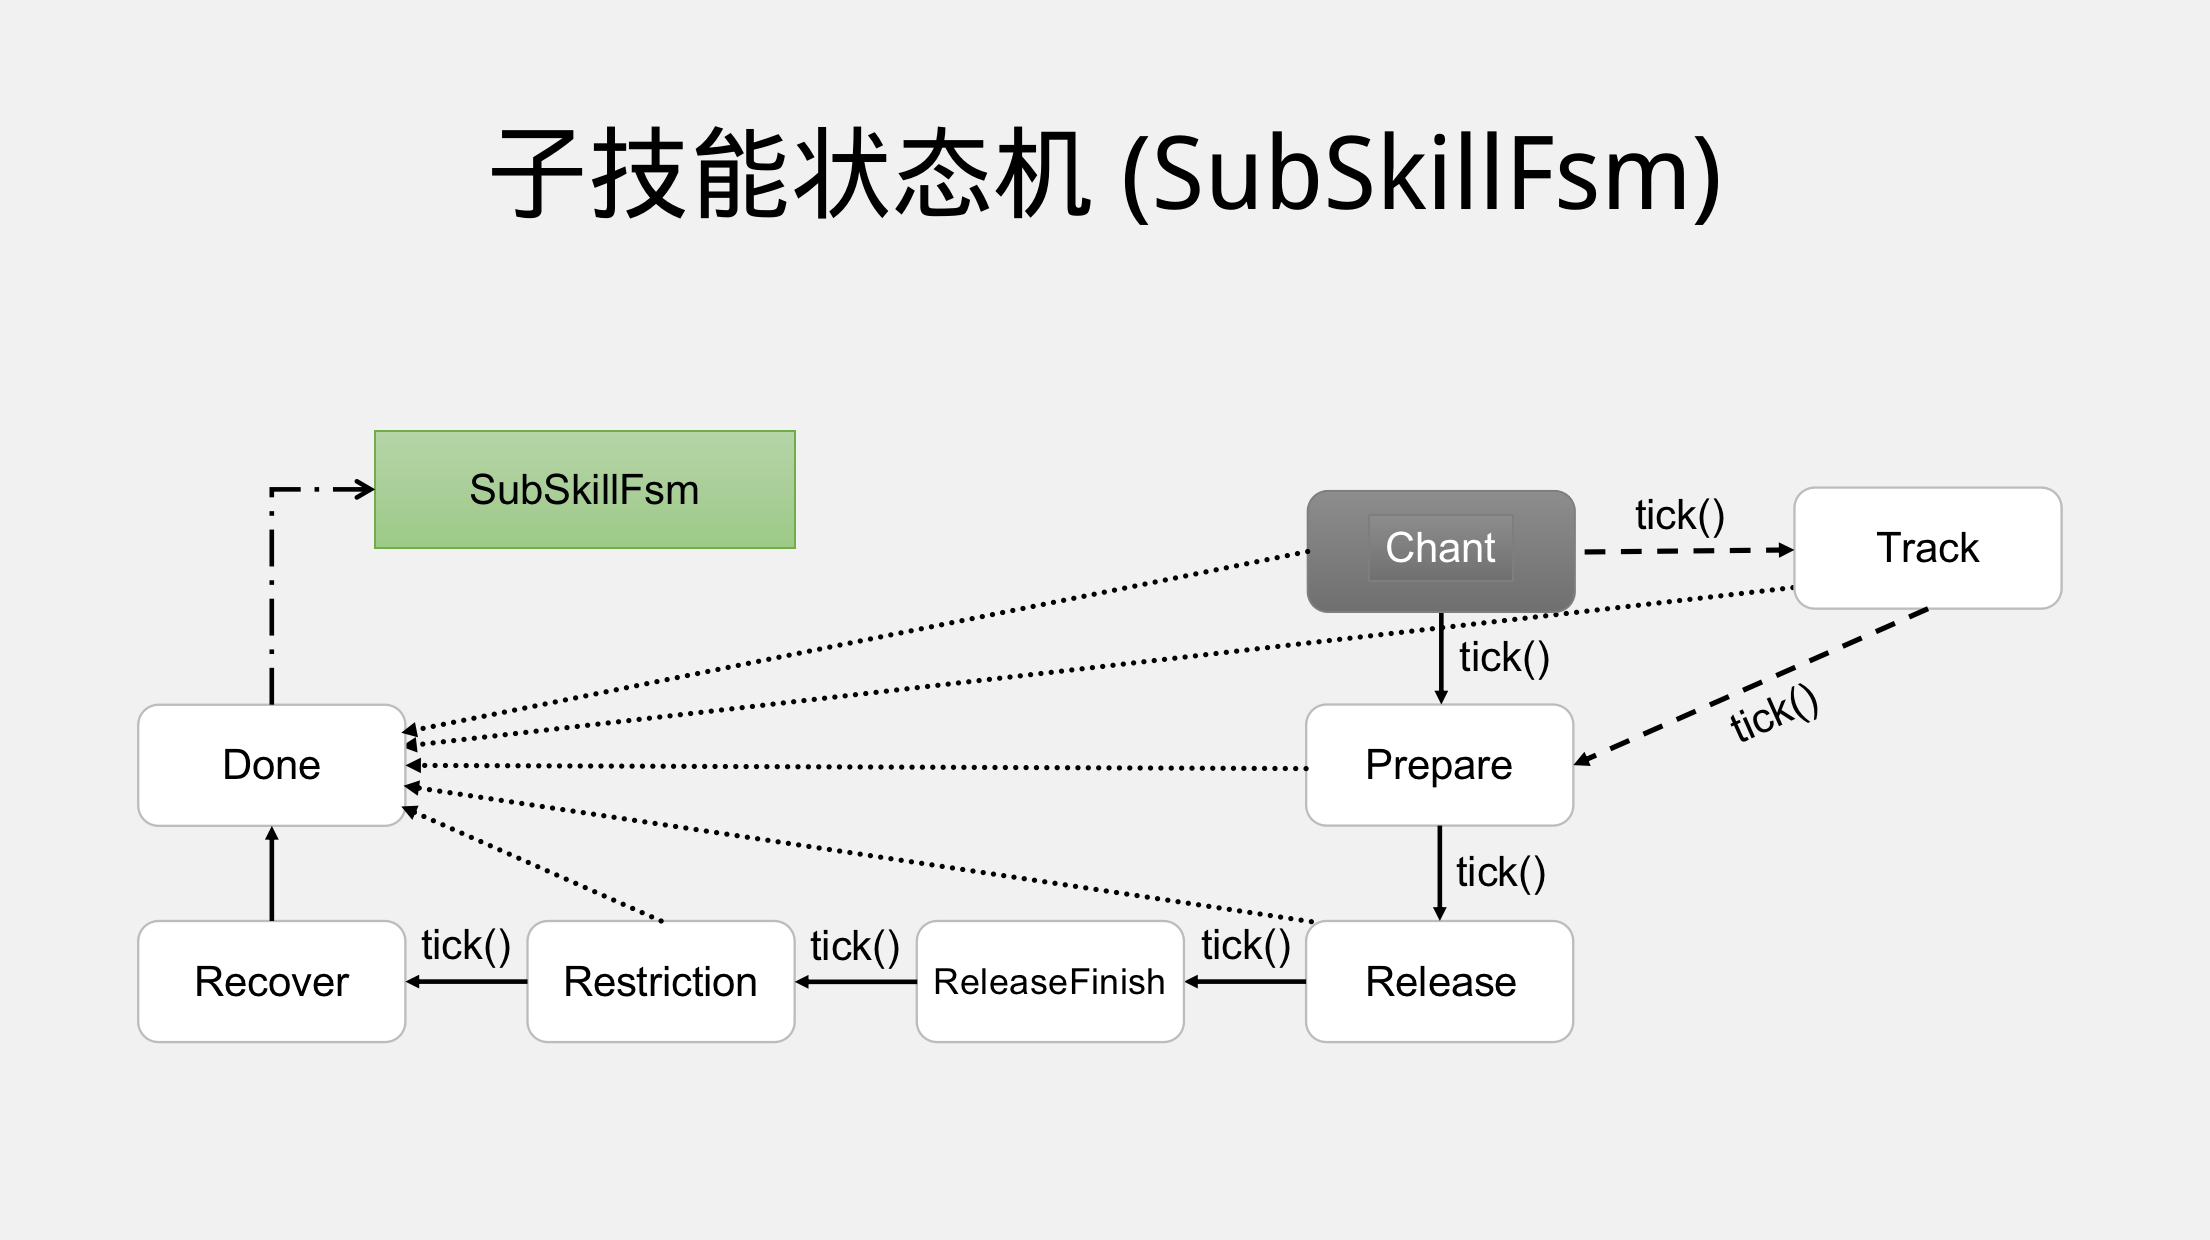 子技能状态机 (SubSkillFsm)
SubSkillFsm
Chant
tick()
Track
tick()
tick()
Done
Prepare
tick()
Recover
tick()
Restriction
tick()
ReleaseFinish
tick()
Release